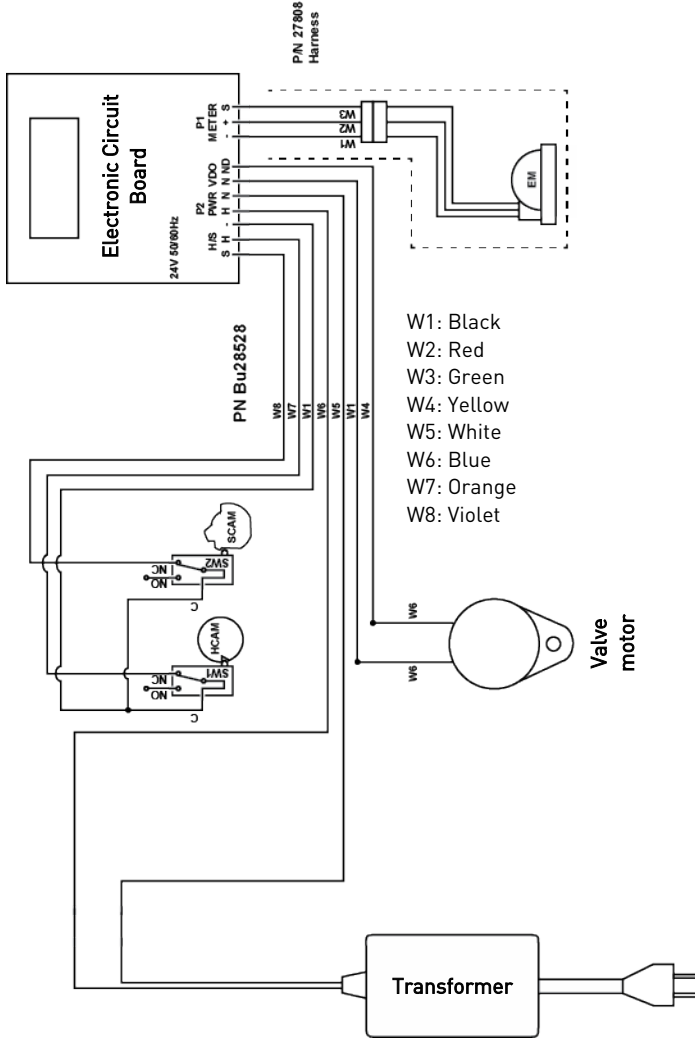 P/N 27808
Harness
Electronic Circuit
Board
24V 50/60Hz
P1
METER
- + S
P2
H/S PWR VDO
S H - H N N ND
W1
W2
W3
EM
PN Bu28528
W8
W7
W1
W6
W5
W1
W4
W1: Black
W2: Red
W3: Green
W4: Yellow
W5: White
W6: Blue
W7: Orange
W8: Violet
SCAM
SW2
NC
NO
C
HCAM
SW1
NC
NO
C
W6
W6
Valve
motor
Transformer